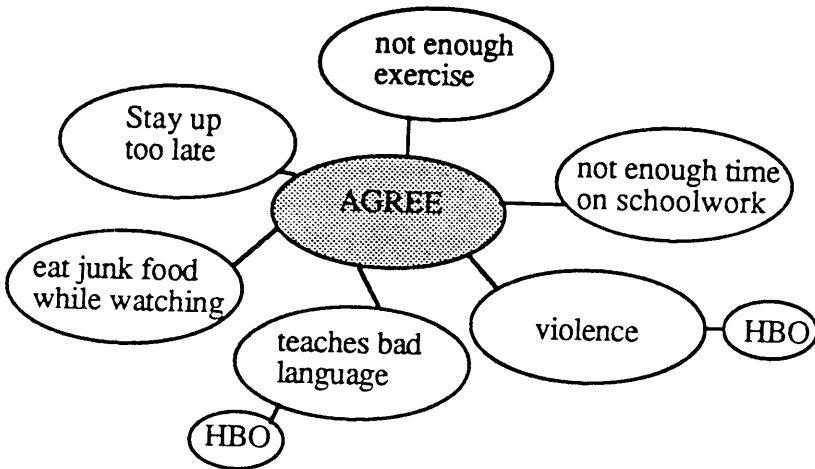 not enough
exercise
Stay up
too late
AGREE
not enough time
on schoolwork
eat junk food
while watching
teaches bad
language
violence
HBO
HBO